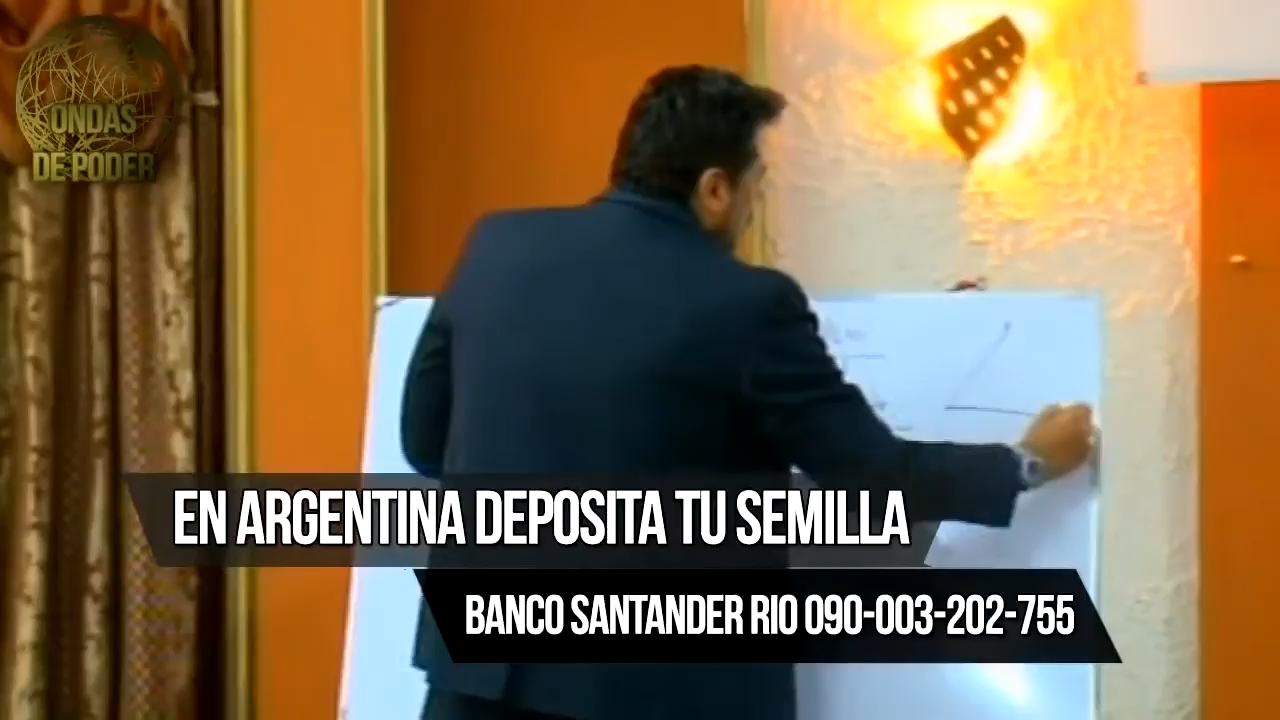 ONDAS
DE PODER
EN ARGENTINA DEPOSITA TU SEMILLA
BANCO SANTANDER RIO 090-003-202-755